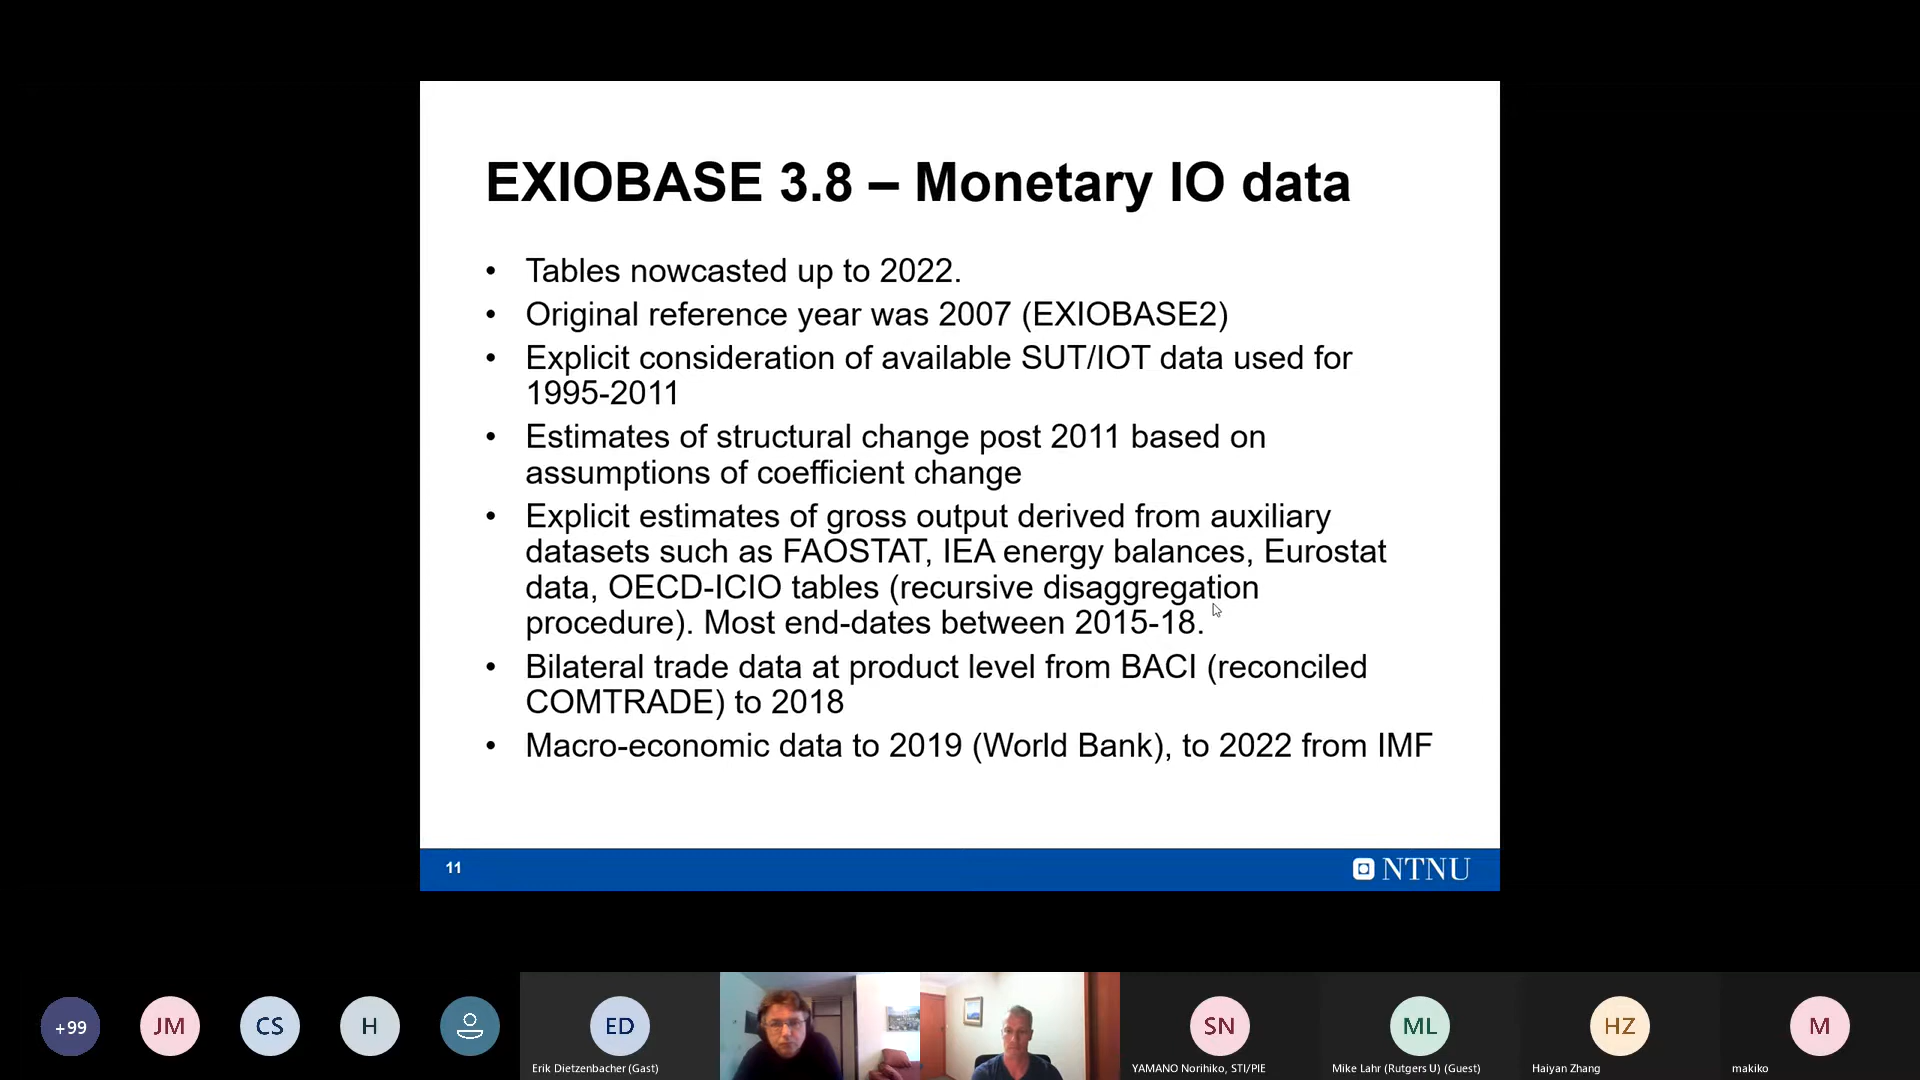 EXIOBASE 3.8 – Monetary IO data
• Tables nowcasted up to 2022.
• Original reference year was 2007 (EXIOBASE2)
• Explicit consideration of available SUT/IOT data used for
1995-2011
• Estimates of structural change post 2011 based on
assumptions of coefficient change
• Explicit estimates of gross output derived from auxiliary
datasets such as FAOSTAT, IEA energy balances, Eurostat
data, OECD-ICIO tables (recursive disaggregation
procedure). Most end-dates between 2015-18.
• Bilateral trade data at product level from BACI (reconciled
COMTRADE) to 2018
• Macro-economic data to 2019 (World Bank), to 2022 from IMF
11
NTNU
+99
JM
CS
H
ED
SN
ML
HZ
M
Erik Dietzenbacher (Gast)
YAMANO Norihiko, STI/PIE
Mike Lahr (Rutgers U) (Guest)
Haiyan Zhang
makiko